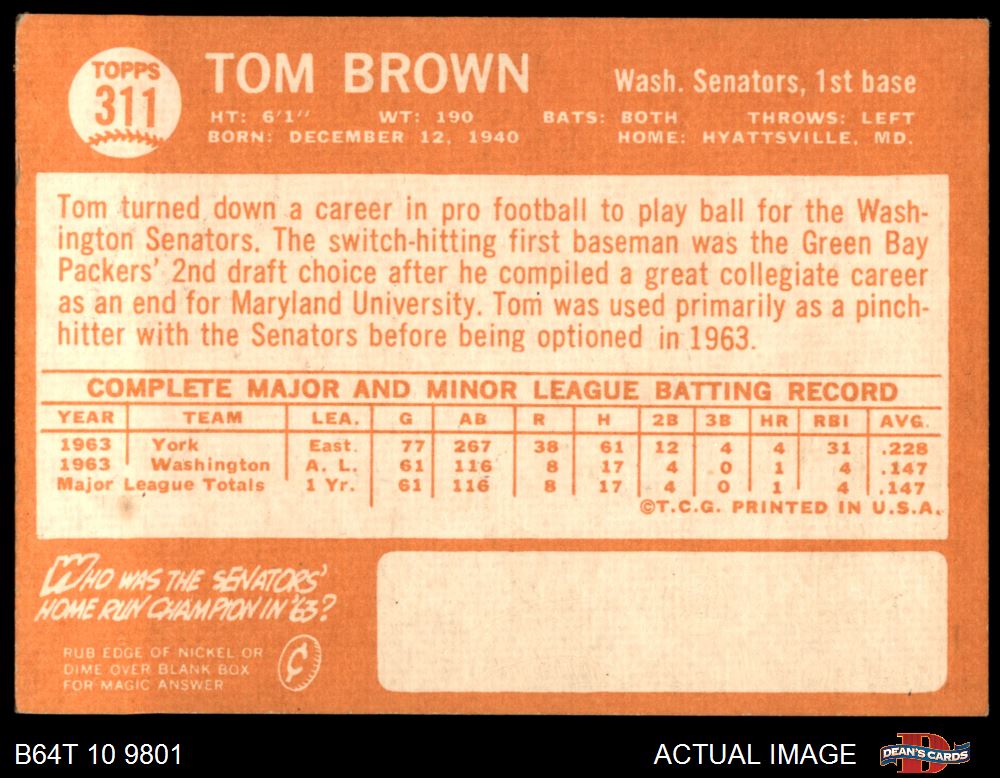 TOPPS
311
TOM BROWN
Wash. Senators, 1st base
HT: 6'1" WT: 190 BATS: BOTH THROWS: LEFT
BORN: DECEMBER 12, 1940 HOME: HYATTSVILLE, MD.
Tom turned down a career in pro football to play ball for the Wash-
ington Senators. The switch-hitting first baseman was the Green Bay
Packers' 2nd draft choice after he compiled a great collegiate career
as an end for Maryland University. Tom was used primarily as a pinch-
hitter with the Senators before being optioned in 1963.
COMPLETE MAJOR AND MINOR LEAGUE BATTING RECORD
YEAR TEAM LEA. G AB R H 2B 3B HR RBI AVG.
1963 York East. 77 267 38 61 12 4 4 31 .228
1963 Washington A. L. 61 116 8 17 4 0 1 4 .147
Major League Totals 1 Yr. 61 116 8 17 4 0 1 4 .147
©T.C.G. PRINTED IN U.S.A.
WHO WAS THE SENATORS'
HOME RUN CHAMPION IN '63?
RUB EDGE OF NICKEL OR
DIME OVER BLANK BOX
FOR MAGIC ANSWER
¢
B64T 10 9801
ACTUAL IMAGE
DEAN'S CARDS